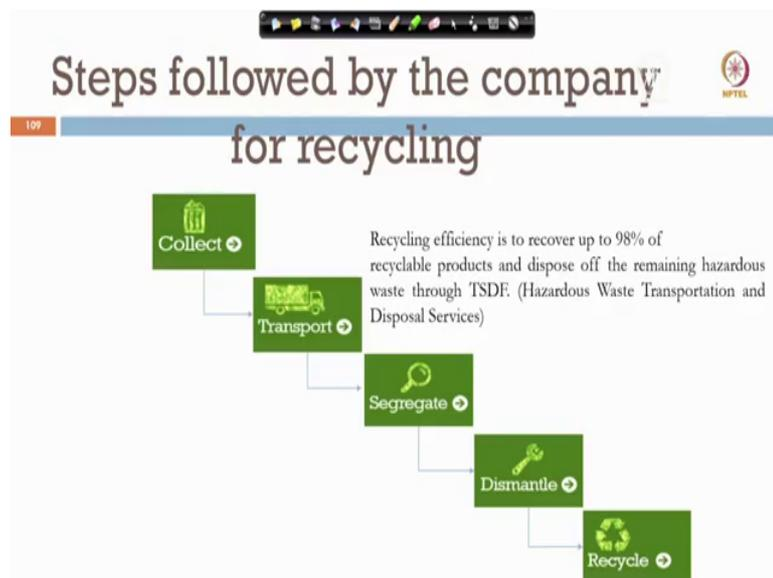 Steps followed by the company
for recycling
NPTEL
109
Collect
Recycling efficiency is to recover up to 98% of
recyclable products and dispose off the remaining hazardous
waste through TSDF. (Hazardous Waste Transportation and
Disposal Services)
Transport
Segregate
Dismantle
Recycle